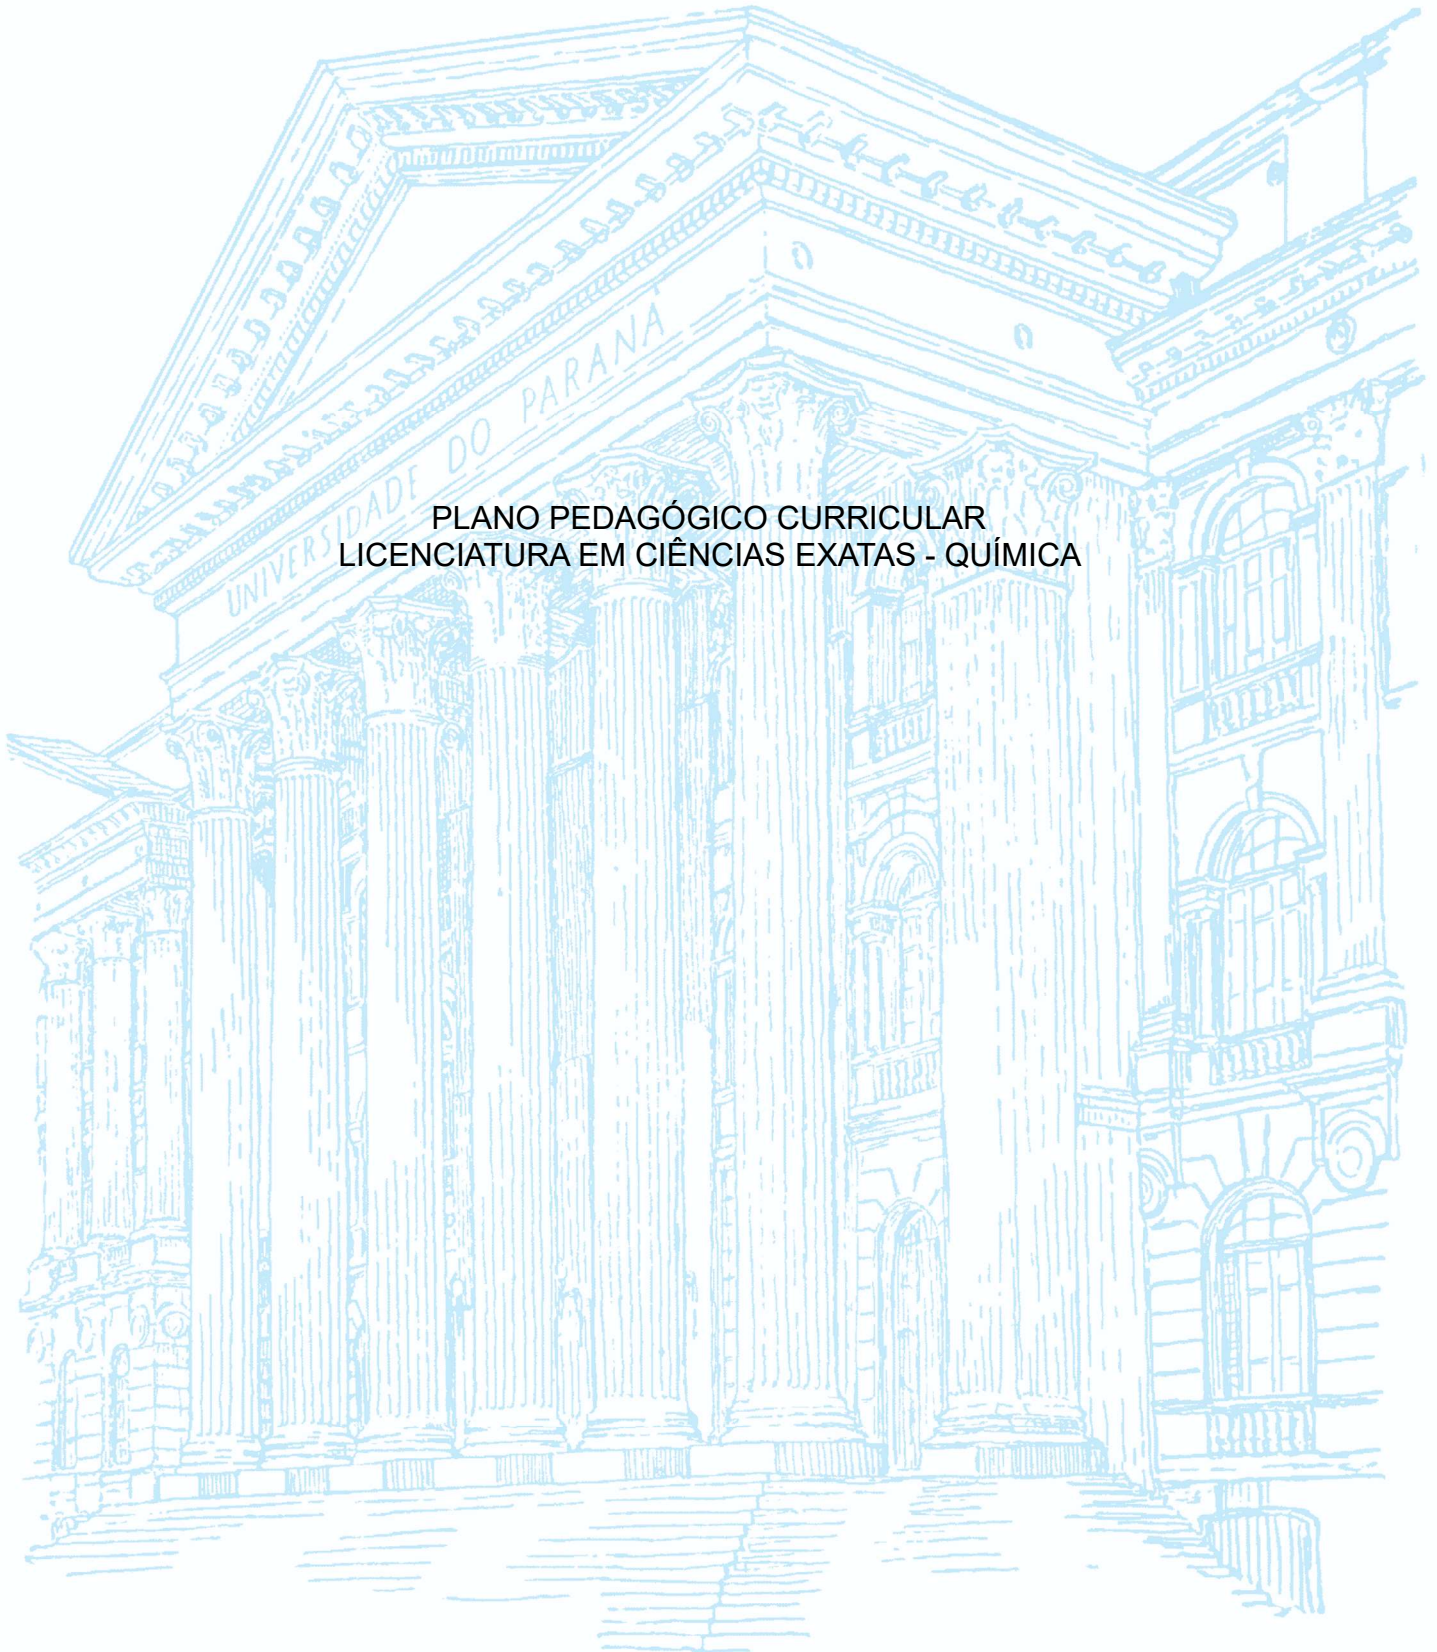 UNIVERSIDADE DO PARANÁ
PLANO PEDAGÓGICO CURRICULAR
LICENCIATURA EM CIÊNCIAS EXATAS - QUÍMICA